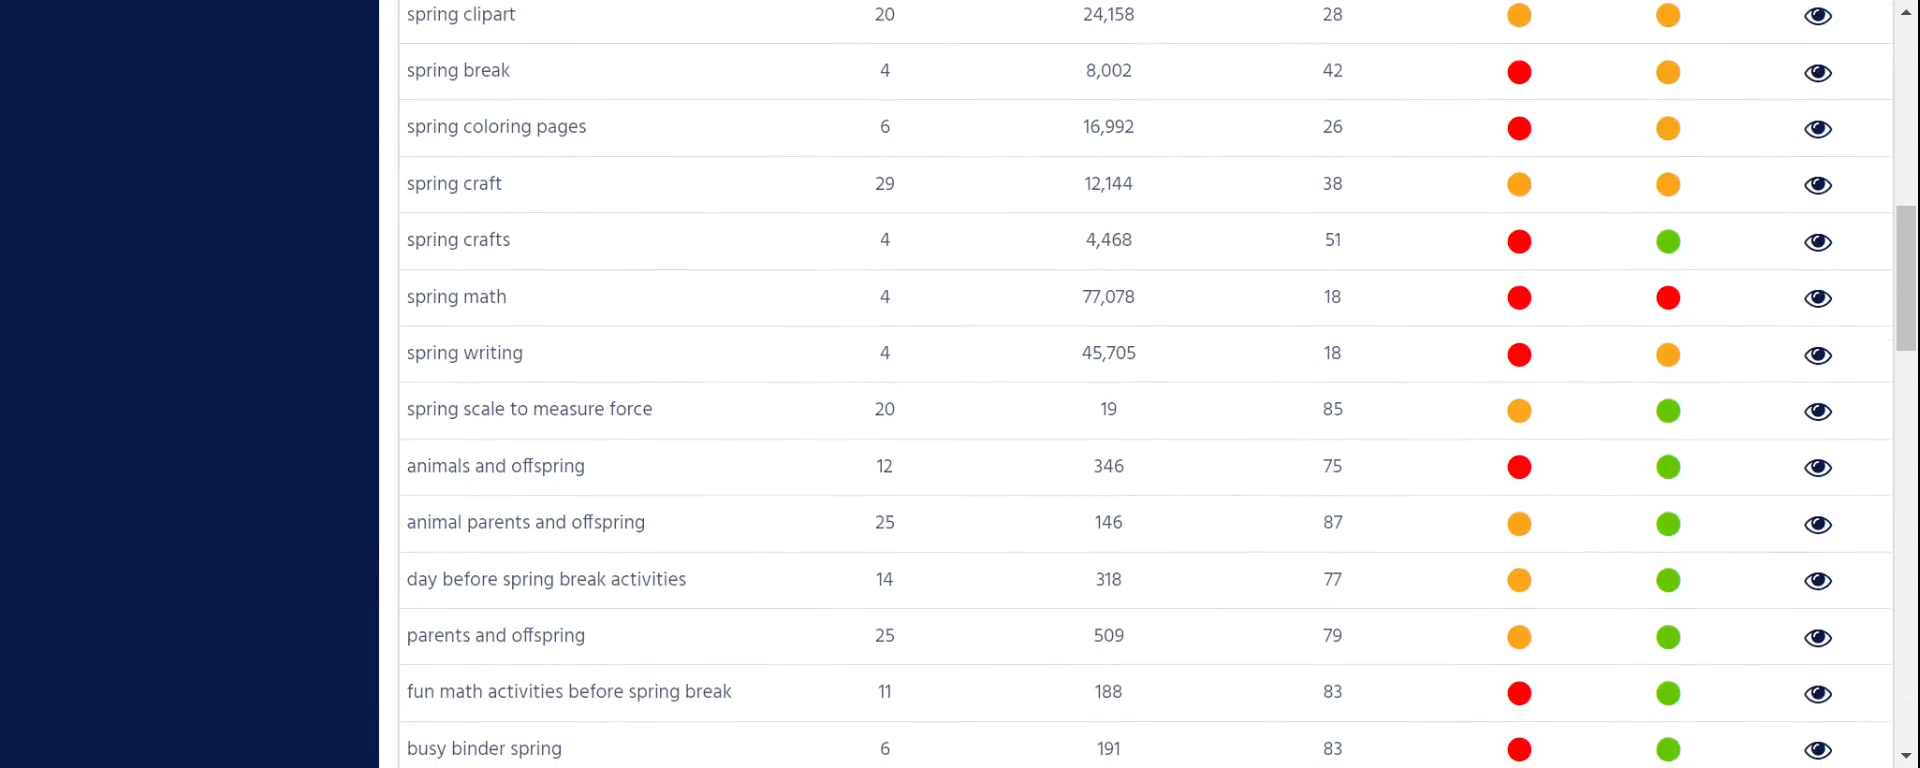 spring clipart 20 24,158 28
spring break 4 8,002 42
spring coloring pages 6 16,992 26
spring craft 29 12,144 38
spring crafts 4 4,468 51
spring math 4 77,078 18
spring writing 4 45,705 18
spring scale to measure force 20 19 85
animals and offspring 12 346 75
animal parents and offspring 25 146 87
day before spring break activities 14 318 77
parents and offspring 25 509 79
fun math activities before spring break 11 188 83
busy binder spring 6 191 83